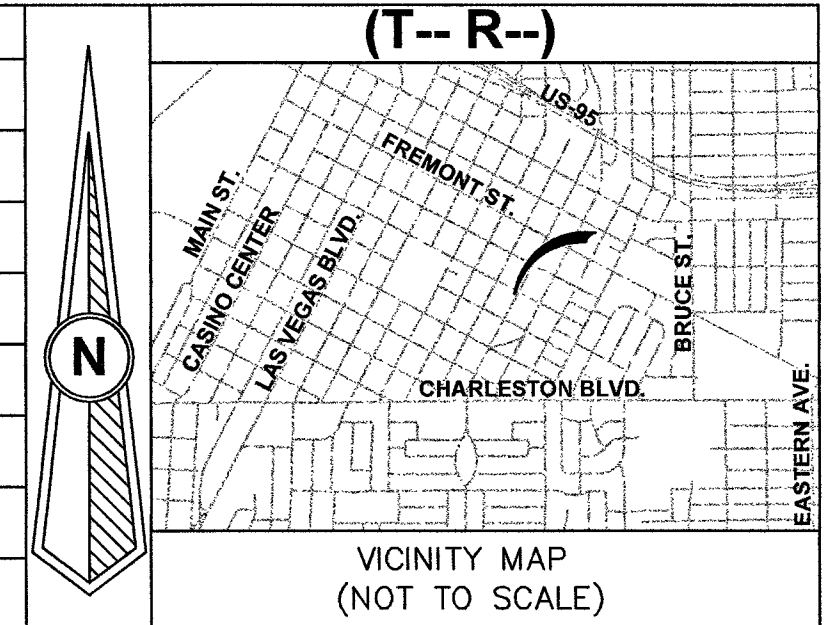 (T-- R--)
US-95
FREMONT ST.
MAIN ST.
CASINO CENTER
LAS VEGAS BLVD.
BRUCE ST.
CHARLESTON BLVD.
EASTERN AVE.
N
VICINITY MAP
(NOT TO SCALE)